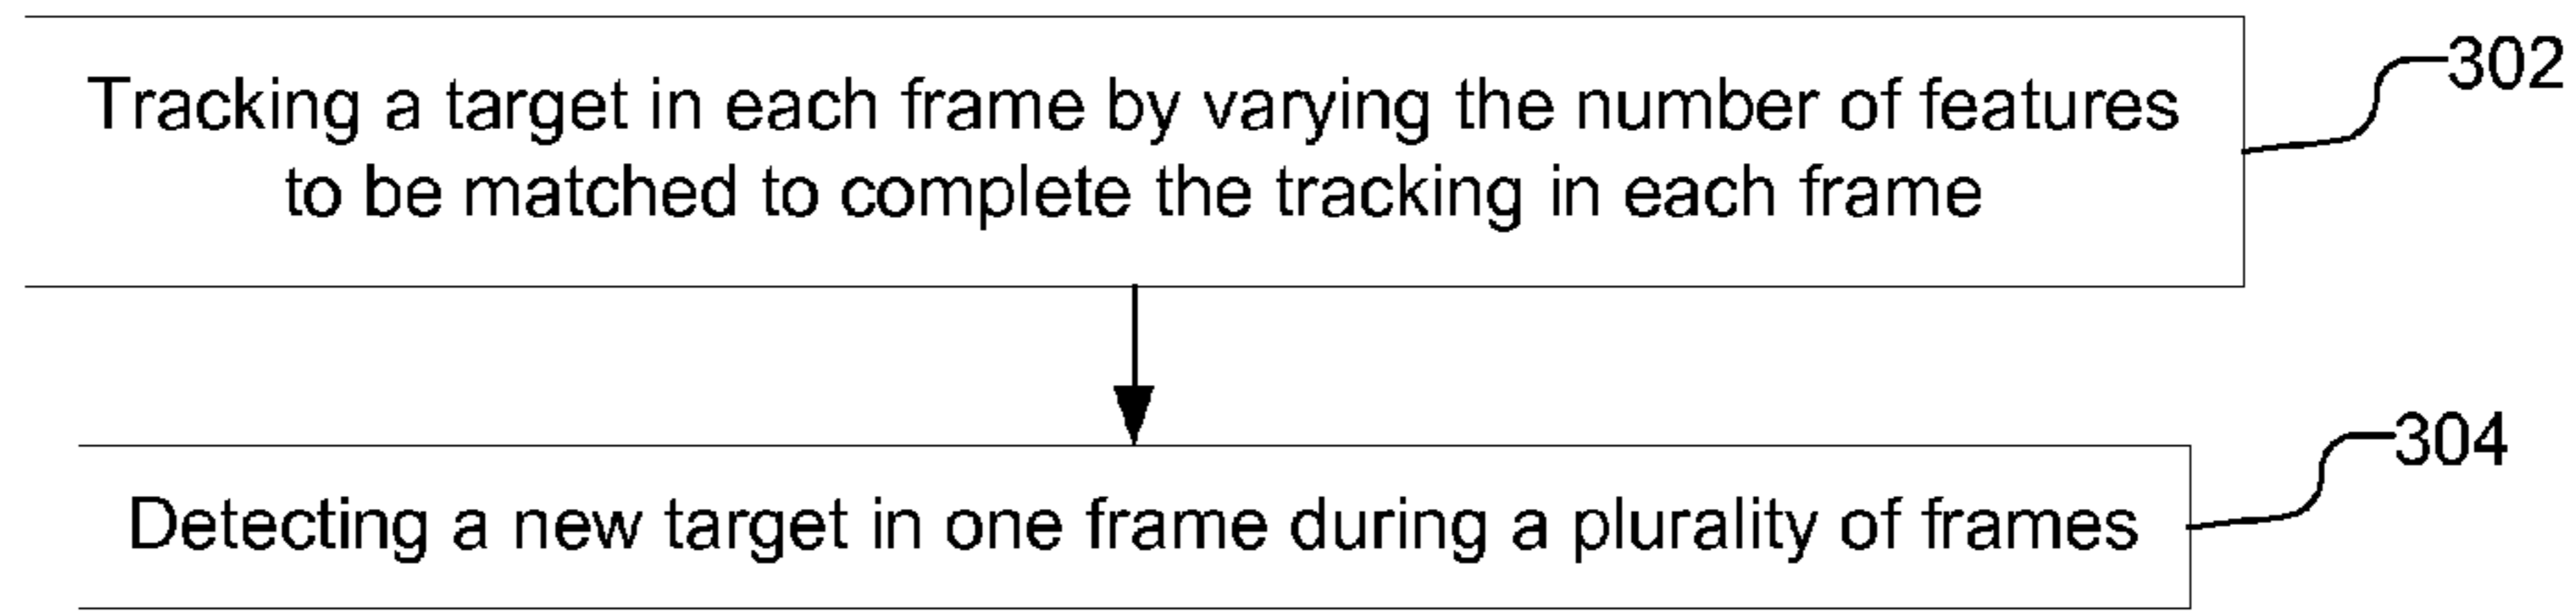 302
Tracking a target in each frame by varying the number of features
to be matched to complete the tracking in each frame
304
Detecting a new target in one frame during a plurality of frames